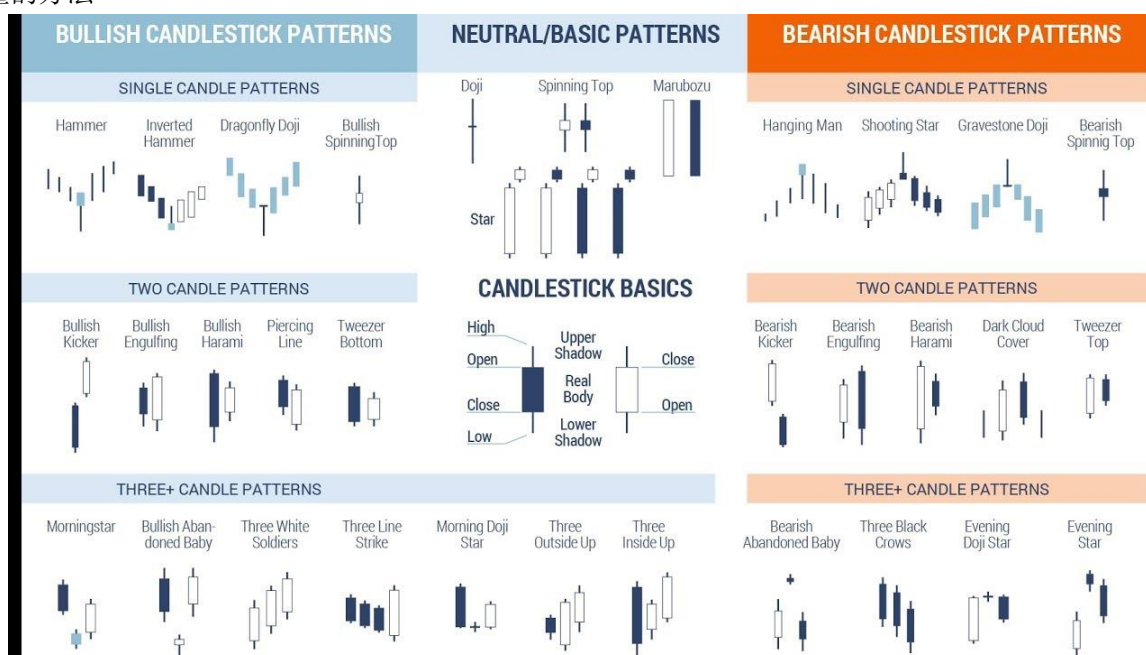 的方法
BULLISH CANDLESTICK PATTERNS
SINGLE CANDLE PATTERNS
Hammer
Inverted
Hammer
Dragonfly Doji
Bullish
SpinningTop
TWO CANDLE PATTERNS
Bullish
Kicker
Bullish
Engulfing
Bullish
Harami
Piercing
Line
Tweezer
Bottom
NEUTRAL/BASIC PATTERNS
Doji
Spinning Top
Marubozu
Star
CANDLESTICK BASICS
High
Open
Close
Low
Upper
Shadow
Real
Body
Lower
Shadow
Close
Open
THREE+ CANDLE PATTERNS
Morningstar
Bullish Aban-
doned Baby
Three White
Soldiers
Three Line
Strike
Morning Doji
Star
Three
Outside Up
Three
Inside Up
BEARISH CANDLESTICK PATTERNS
SINGLE CANDLE PATTERNS
Hanging Man
Shooting Star
Gravestone Doji
Bearish
Spinnig Top
TWO CANDLE PATTERNS
Bearish
Kicker
Bearish
Engulfing
Bearish
Harami
Dark Cloud
Cover
Tweezer
Top
THREE+ CANDLE PATTERNS
Bearish
Abandoned Baby
Three Black
Crows
Evening
Doji Star
Evening
Star